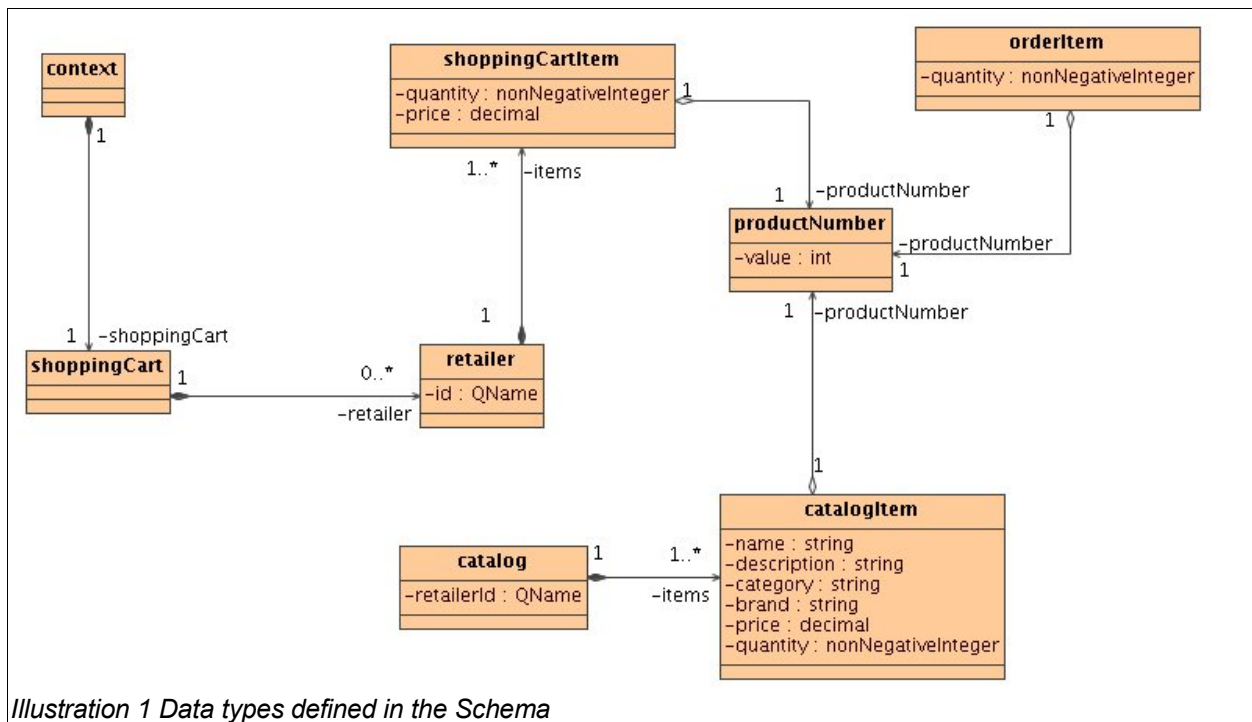 context
1
1
-shoppingCart
shoppingCart
1
0..*
-retailer
retailer
-id : QName
1
1..*
-items
shoppingCartItem
-quantity : nonNegativeInteger
-price : decimal
1
1
-productNumber
orderItem
-quantity : nonNegativeInteger
1
-productNumber
1
productNumber
-value : int
1
-productNumber
1
catalog
-retailerId : QName
1
1..*
-items
catalogItem
-name : string
-description : string
-category : string
-brand : string
-price : decimal
-quantity : nonNegativeInteger
Illustration 1 Data types defined in the Schema